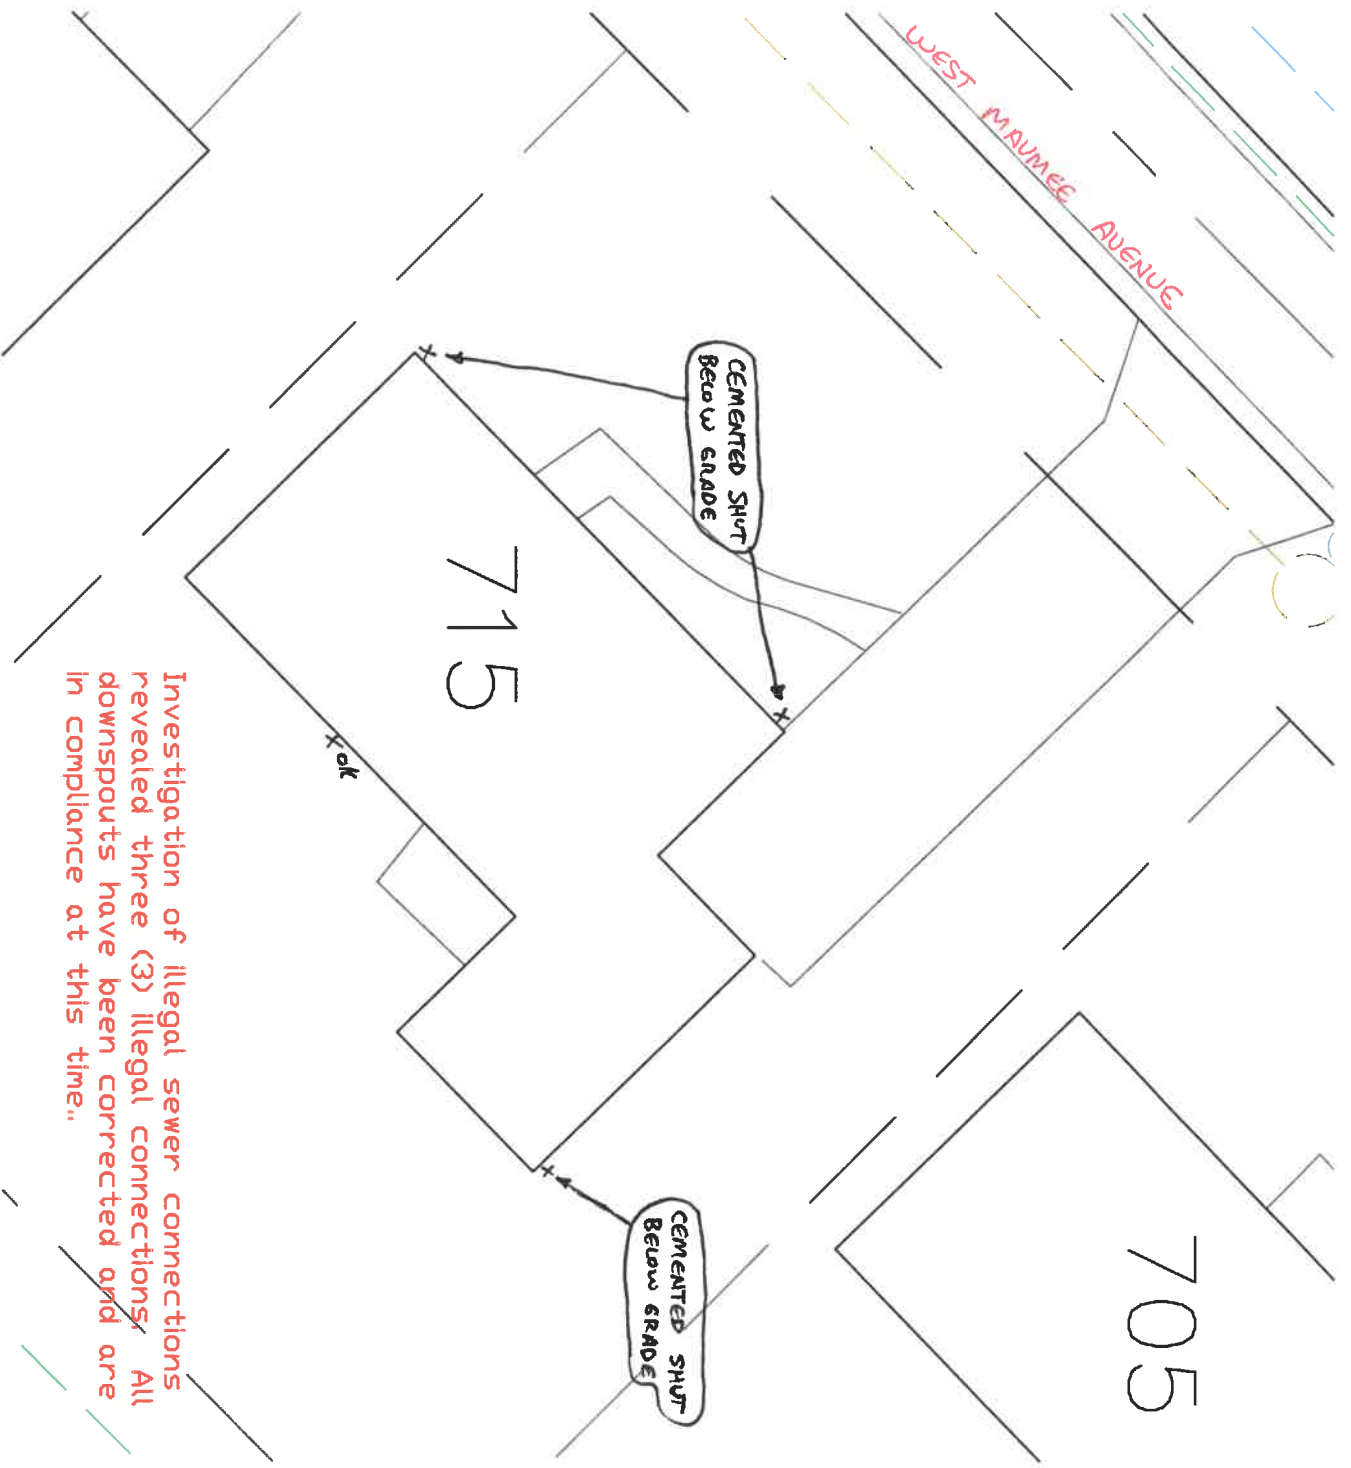 WEST MAUMEE AVENUE
CEMENTED SHUT
BELOW GRADE
715
705
X OK
CEMENTED SHUT
BELOW GRADE
Investigation of illegal sewer connections
revealed three (3) illegal connections. All
downspouts have been corrected and are
in compliance at this time..